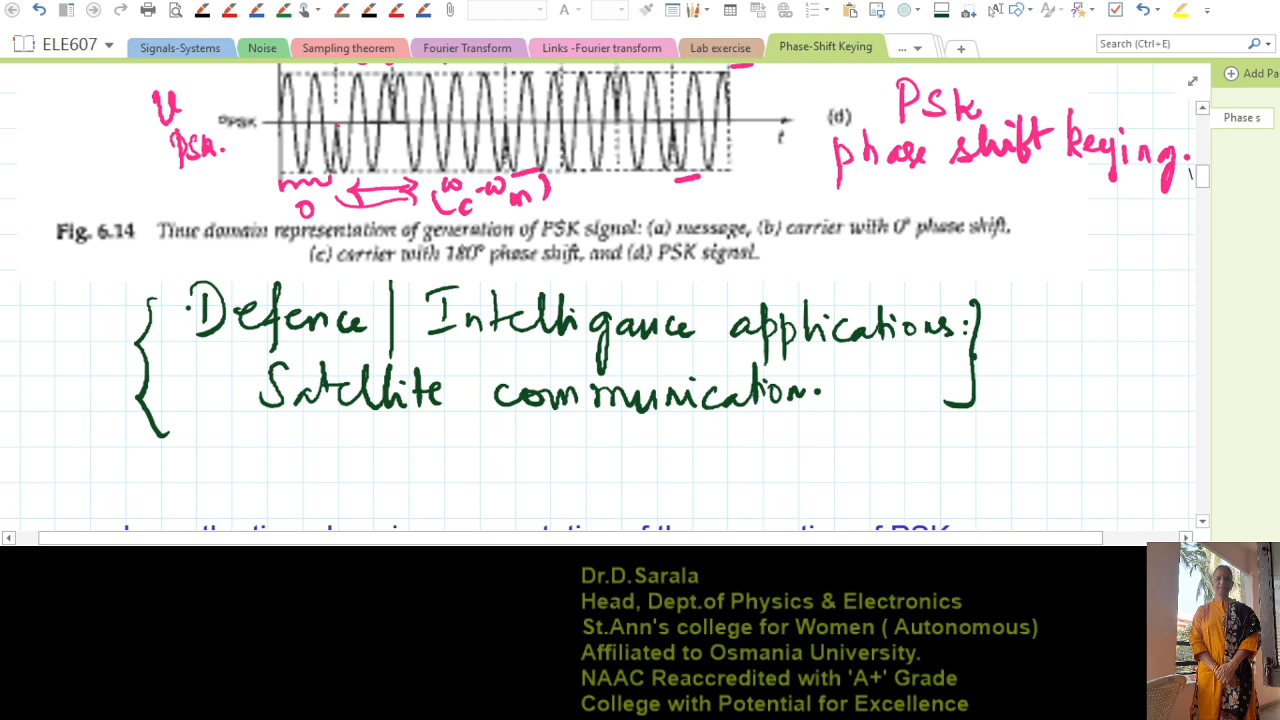 ELE607
Signals-Systems
Noise
Sampling theorem
Fourier Transform
Links -Fourier transform
Lab exercise
Phase-Shift Keying
...
Search (Ctrl+E)
Add Pa
Phase s
PSK
phase shift keying.
(d)
PSK.
t
0
Fig. 6.14 Time domain representation of generation of PSK signal: (a) message, (b) carrier with 0° phase shift,
(c) carrier with 180° phase shift, and (d) PSK signal.
Defence | Intelligance applications:
Satellite communication.
Dr.D.Sarala
Head, Dept.of Physics & Electronics
St.Ann's college for Women ( Autonomous)
Affiliated to Osmania University.
NAAC Reaccredited with 'A+' Grade
College with Potential for Excellence